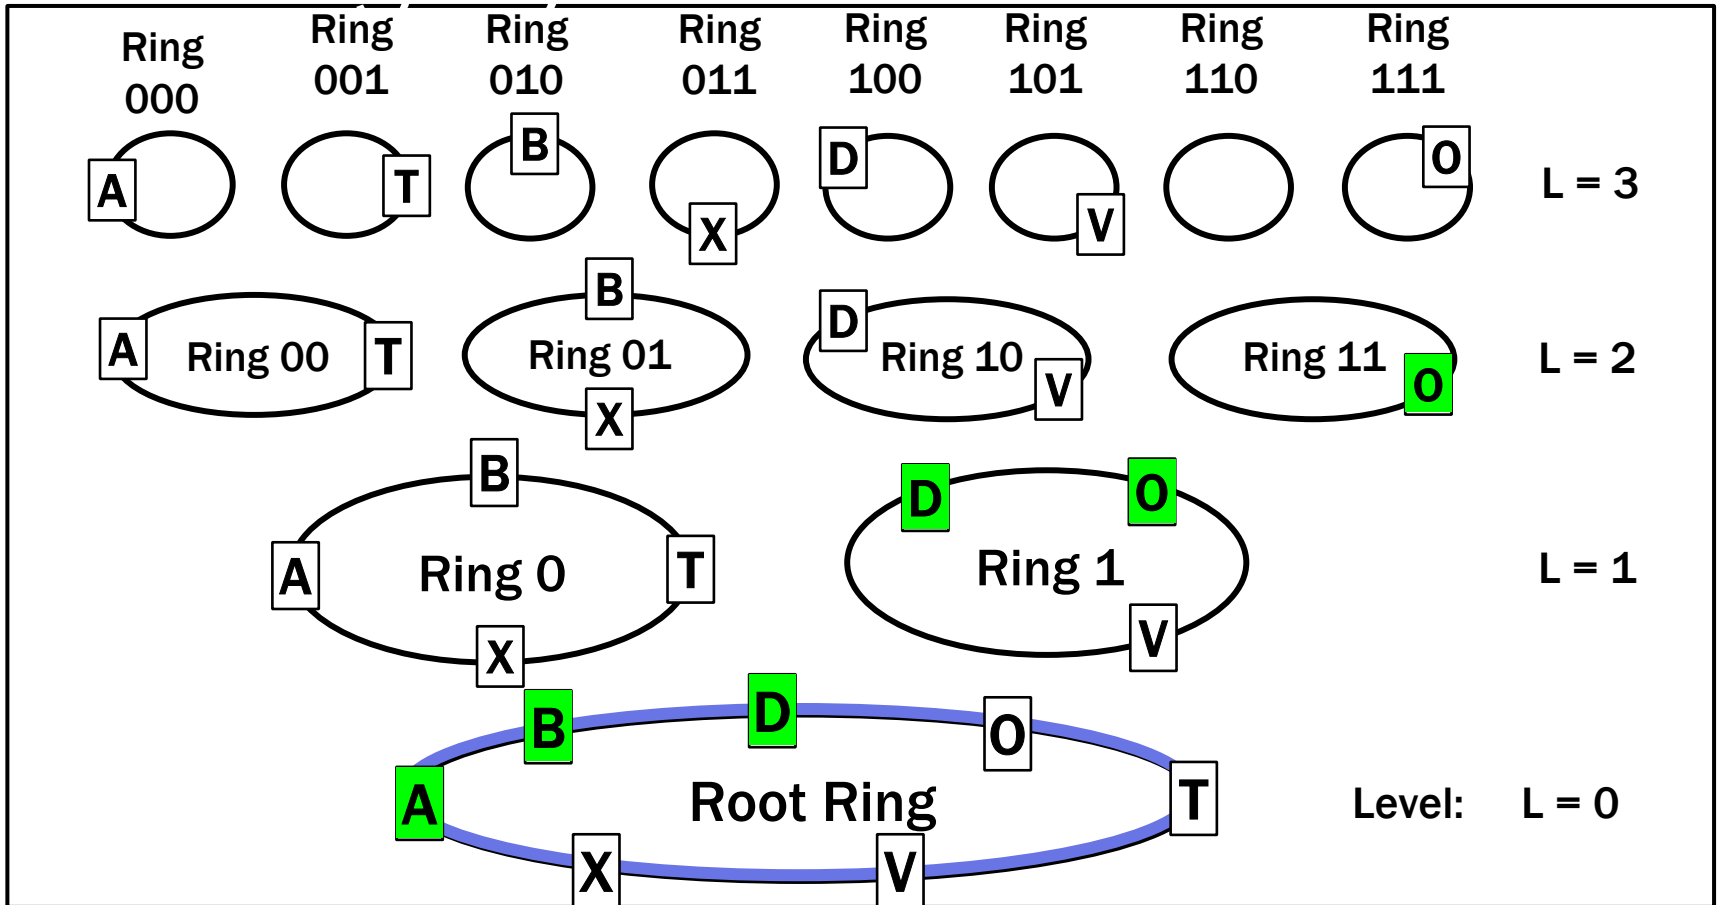 Ring 000
Ring 001
Ring 010
Ring 011
Ring 100
Ring 101
Ring 110
Ring 111
A
T
B
X
D
V
O
L = 3
A
Ring 00
T
B
Ring 01
X
D
Ring 10
V
Ring 11
O
L = 2
B
A
Ring 0
T
X
D
O
Ring 1
V
L = 1
B
D
O
A
Root Ring
T
X
V
Level: L = 0